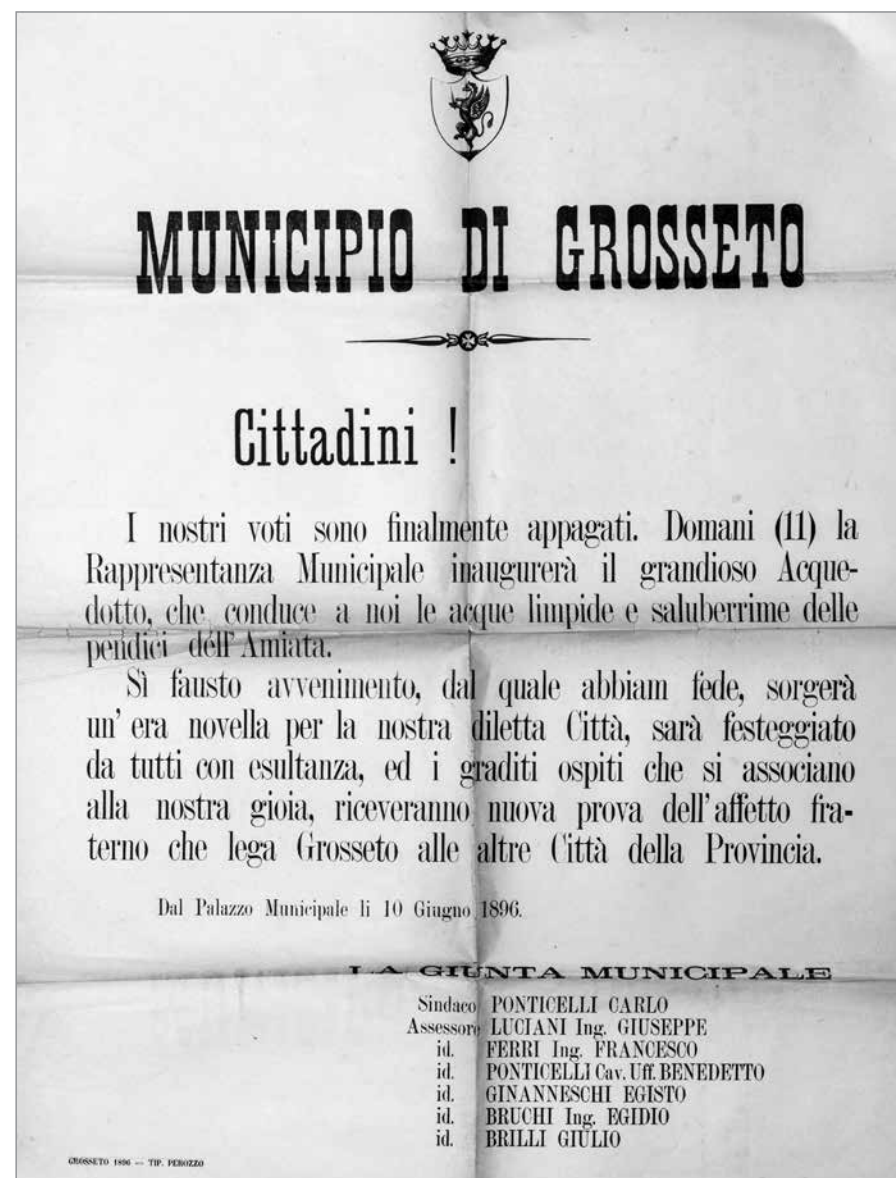 MUNICIPIO DI GROSSETO
Cittadini !
I nostri voti sono finalmente appagati. Domani (11) la
Rappresentanza Municipale inaugurerà il grandioso Acque-
dotto, che conduce a noi le acque limpide e saluberrime delle
pendici dell'Amiata.
Sì fausto avvenimento, dal quale abbiam fede, sorgerà
un' era novella per la nostra diletta Città, sarà festeggiato
da tutti con esultanza, ed i graditi ospiti che si associano
alla nostra gioia, riceveranno nuova prova dell'affetto fra-
terno che lega Grosseto alle altre Città della Provincia.
Dal Palazzo Municipale li 10 Giugno 1896.
LA GIUNTA MUNICIPALE
Sindaco PONTICELLI CARLO
Assessore LUCIANI Ing. GIUSEPPE
id. FERRI Ing. FRANCESCO
id. PONTICELLI Cav. Uff. BENEDETTO
id. GINANNESCHI EGISTO
id. BRUCHI Ing. EGIDIO
id. BRILLI GIULIO
GROSSETO 1896 — TIP. PEROZZO